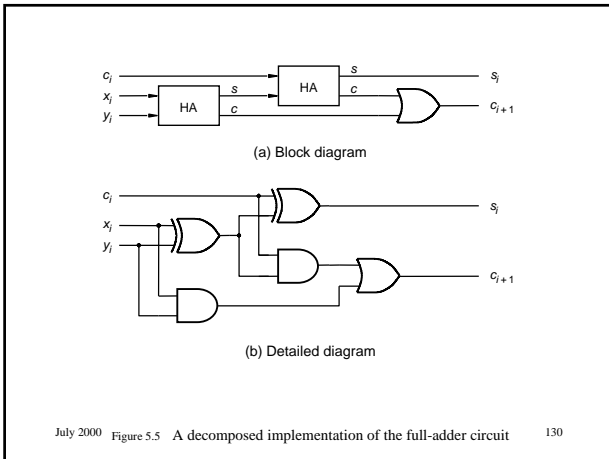 c_i s s_i
x_i s HA c
y_i HA c c_{i+1}
(a) Block diagram
c_i s_i
x_i
y_i
c_{i+1}
(b) Detailed diagram
July 2000 Figure 5.5 A decomposed implementation of the full-adder circuit 130